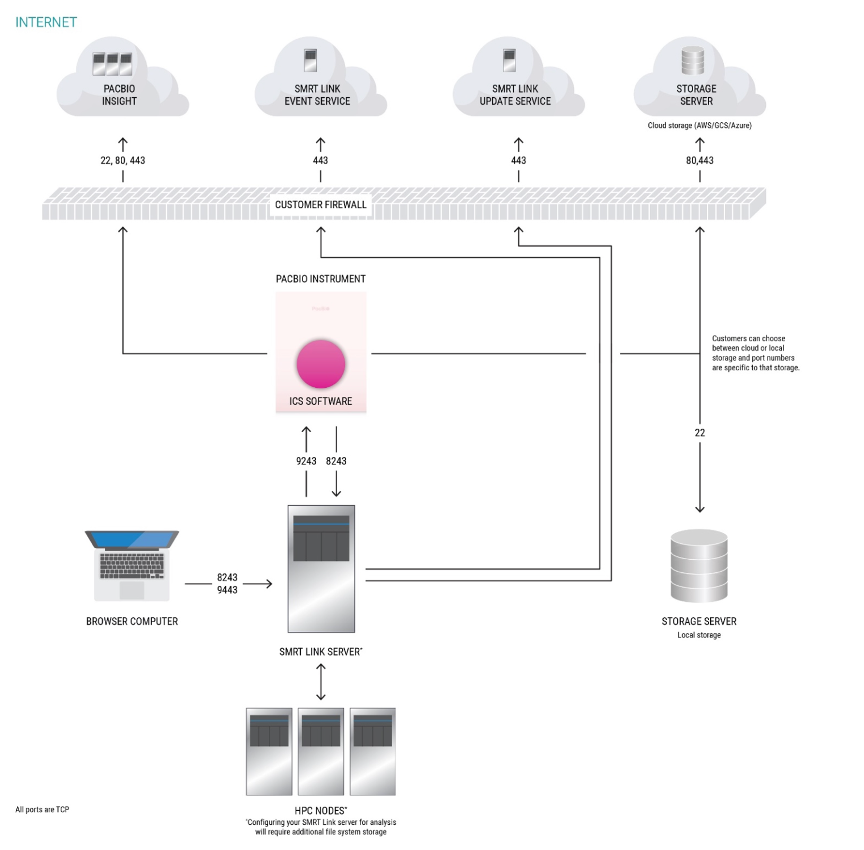 INTERNET
PACBIO
INSIGHT
SMRT LINK
EVENT SERVICE
SMRT LINK
UPDATE SERVICE
STORAGE
SERVER
Cloud storage (AWS/GCS/Azure)
22, 80, 443
443
443
80,443
CUSTOMER FIREWALL
PACBIO INSTRUMENT
ICS SOFTWARE
Customers can choose
between cloud or local
storage and port numbers
are specific to that storage.
22
9243
8243
8243
9443
BROWSER COMPUTER
SMRT LINK SERVER*
STORAGE SERVER
Local storage
HPC NODES*
*Configuring your SMRT Link server for analysis
will require additional file system storage
All ports are TCP